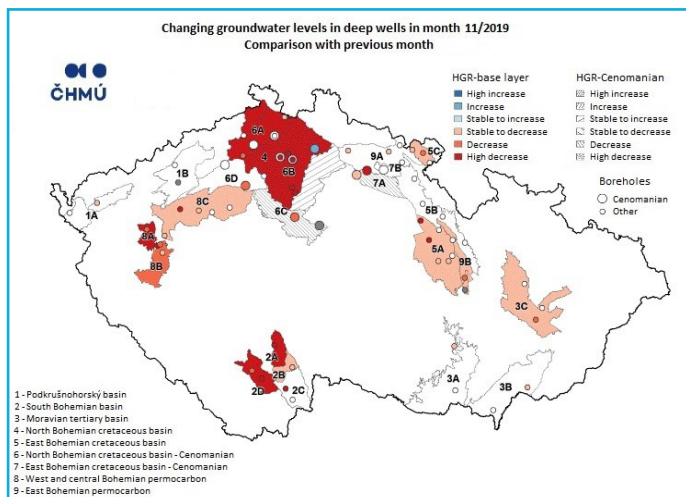 Changing groundwater levels in deep wells in month 11/2019
Comparison with previous month
ČHMÚ
HGR-base layer
High increase
Increase
Stable to increase
Stable to decrease
Decrease
High decrease
HGR-Cenomanian
High increase
Increase
Stable to increase
Stable to decrease
Decrease
High decrease
Boreholes
Cenomanian
Other
6A
4
6B
5C
9A
7B
7A
1B
6D
1A
8C
6C
5B
8A
8B
5A
9B
3C
2A
2B
2D
2C
3A
3B
1 - Podkrušnohorský basin
2 - South Bohemian basin
3 - Moravian tertiary basin
4 - North Bohemian cretaceous basin
5 - East Bohemian cretaceous basin
6 - North Bohemian cretaceous basin - Cenomanian
7 - East Bohemian cretaceous basin - Cenomanian
8 - West and central Bohemian permocarbon
9 - East Bohemian permocarbon